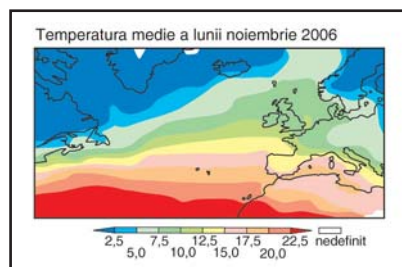 Temperatura medie a lunii noiembrie 2006
2,5 7,5 12,5 17,5 22,5 nedefinit
5,0 10,0 15,0 20,0